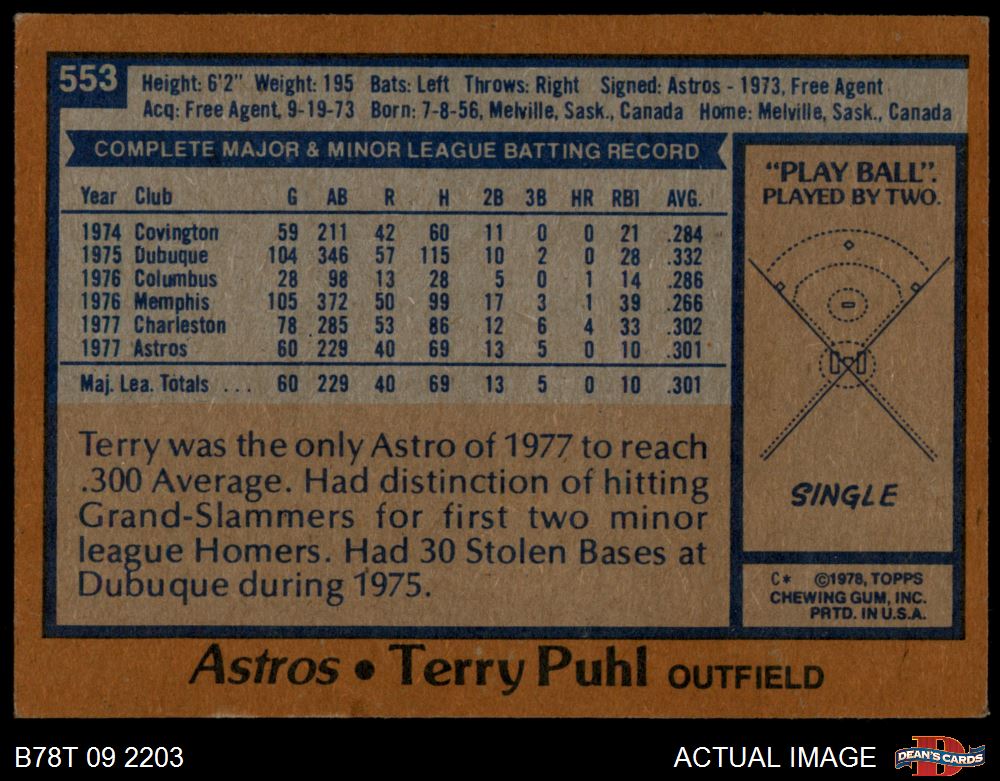 553
Height: 6'2" Weight: 195 Bats: Left Throws: Right Signed: Astros - 1973, Free Agent
Acq: Free Agent, 9-19-73 Born: 7-8-56, Melville, Sask., Canada Home: Melville, Sask., Canada
COMPLETE MAJOR & MINOR LEAGUE BATTING RECORD
Year Club G AB R H 2B 3B HR RBI AVG.
1974 Covington 59 211 42 60 11 0 0 21 .284
1975 Dubuque 104 346 57 115 10 2 0 28 .332
1976 Columbus 28 98 13 28 5 0 1 14 .286
1976 Memphis 105 372 50 99 17 3 1 39 .266
1977 Charleston 78 285 53 86 12 6 4 33 .302
1977 Astros 60 229 40 69 13 5 0 10 .301
Maj. Lea. Totals ... 60 229 40 69 13 5 0 10 .301
Terry was the only Astro of 1977 to reach
.300 Average. Had distinction of hitting
Grand-Slammers for first two minor
league Homers. Had 30 Stolen Bases at
Dubuque during 1975.
"PLAY BALL".
PLAYED BY TWO.
SINGLE
C* ©1978, TOPPS
CHEWING GUM, INC.
PRTD. IN U.S.A.
Astros • Terry Puhl OUTFIELD
B78T 09 2203
ACTUAL IMAGE
D
DEAN'S CARDS